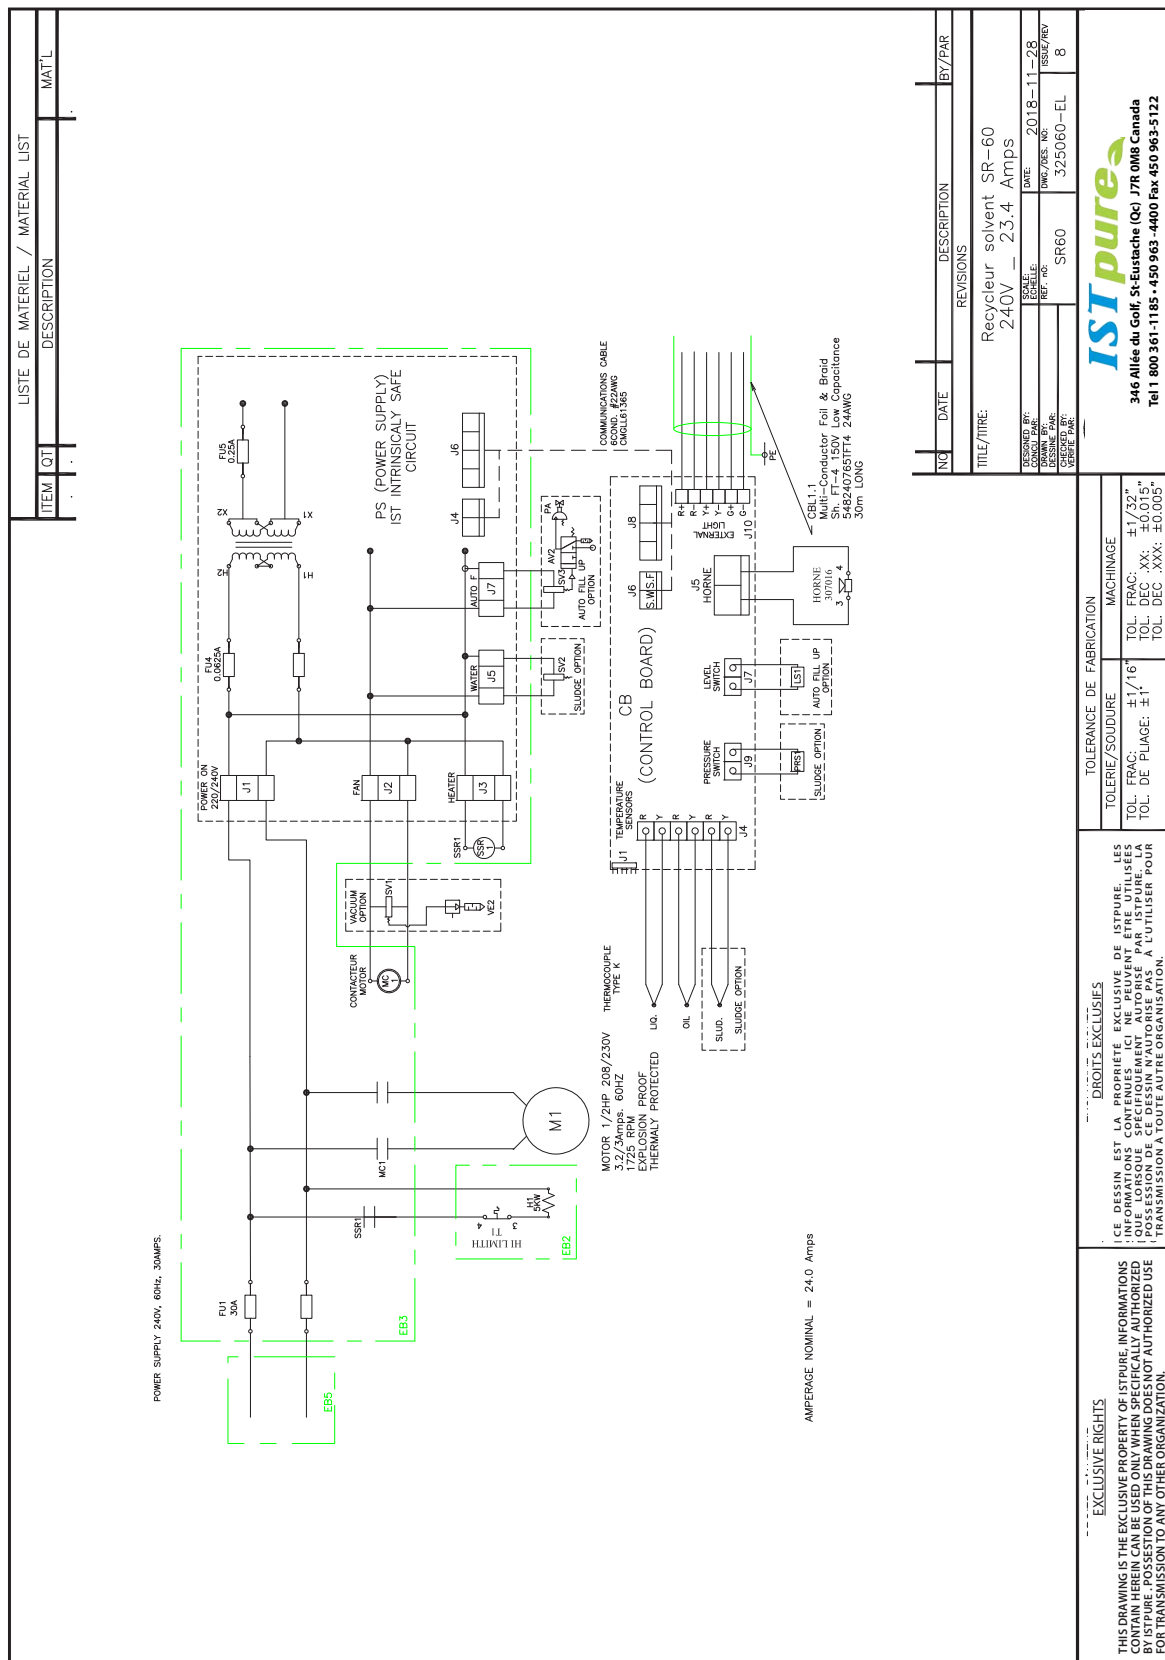 LISTE DE MATERIEL / MATERIAL LIST
ITEM
QT
DESCRIPTION
MAT'L
POWER SUPPLY 240V, 60Hz, 30AMPS.
EB5
EB3
FU1
30A
SSR1
HI LIMITH
T1
4
3
H1
5KW
EB2
MC1
M1
MOTOR 1/2HP 208/230V
3.2/3Amps. 60HZ
1725 RPM
EXPLOSION PROOF
THERMALY PROTECTED
AMPERAGE NOMINAL = 24.0 Amps
CONTACTEUR
MOTOR
MC
1
VACUUM
OPTION
SV1
VE2
SSR1
SSR
1
POWER ON
220/240V
J1
FAN
J2
HEATER
J3
FU4
0.0625A
H2
H1
X2
X1
FU5
0.25A
PS (POWER SUPPLY)
IST INTRINSICALY SAFE
CIRCUIT
WATER
J5
AUTO F
J7
J4
J6
SV2
SLUDGE OPTION
SV3
AV2
PA
AUTO FILL UP
OPTION
COMMUNICATIONS CABLE
6COND. #22AWG
CMGLL61365
THERMOCOUPLE
TYPE K
LIQ.
OIL
SLUD.
SLUDGE OPTION
J1
TEMPERATURE
SENSORS
R
Y
R
Y
R
Y
J4
CB
(CONTROL BOARD)
PRESSURE
SWITCH
J9
PRS1
SLUDGE OPTION
LEVEL
SWITCH
J7
LS1
AUTO FILL UP
OPTION
J6
S.W.S.F
J8
J5
HORNE
HORNE
307016
3
4
R+
R-
Y+
Y-
G+
G-
EXTERNAL
LIGHT
J10
PE
CBL1.1
Multi-Conductor Foil & Braid
Sh. FT-4 150V Low Capacitance
5482407651FT4 24AWG
30m LONG
NO
DATE
DESCRIPTION
BY/PAR
REVISIONS
TITLE/TITRE:
Recycleur solvent SR-60
240V _ 23.4 Amps
DESIGNED BY:
CONCU PAR:
DRAWN BY:
DESSINE PAR:
CHECKED BY:
VERIFIE PAR:
SCALE:
ECHELLE:
DATE:
2018-11-28
REF. nO:
SR60
DWG./DES. NO:
325060-EL
ISSUE/REV
8
IST pure
346 Allée du Golf, St-Eustache (Qc) J7R 0M8 Canada
Tel 1 800 361-1185 • 450 963 -4400 Fax 450 963-5122
TOLERANCE DE FABRICATION
TOLERIE/SOUDURE
MACHINAGE
TOL. FRAC: ±1/16"
TOL. DE PLIAGE: ±1°
TOL. FRAC: ±1/32"
TOL. DEC .XX: ±0.015"
TOL. DEC .XXX: ±0.005"
DROITS EXCLUSIFS
CE DESSIN EST LA PROPRIÉTÉ EXCLUSIVE DE ISTPURE. LES
INFORMATIONS CONTENUES ICI NE PEUVENT ÊTRE UTILISÉES
QUE LORSQUE SPÉCIFIQUEMENT AUTORISÉ PAR ISTPURE. LA
POSSESSION DE CE DESSIN N'AUTORISE PAS À L'UTILISER POUR
TRANSMISSION À TOUTE AUTRE ORGANISATION.
EXCLUSIVE RIGHTS
THIS DRAWING IS THE EXCLUSIVE PROPERTY OF ISTPURE, INFORMATIONS
CONTAIN HEREIN CAN BE USED ONLY WHEN SPECIFICALLY AUTHORIZED
BY ISTPURE . POSSESTION OF THIS DRAWING DOES NOT AUTHORIZED USE
FOR TRANSMISSION TO ANY OTHER ORGANIZATION.